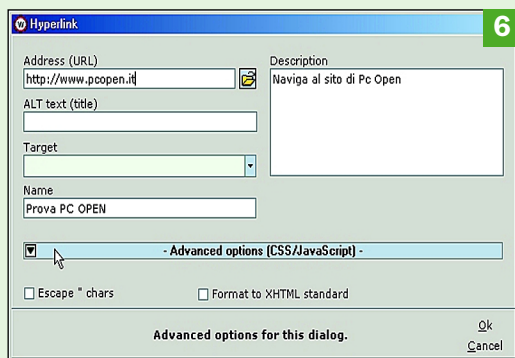 Hyperlink
6
Address (URL)
http://www.pcopen.it
ALT text (title)
Target
Name
Prova PC OPEN
Description
Naviga al sito di Pc Open
- Advanced options (CSS/JavaScript) -
Escape " chars
Format to XHTML standard
Advanced options for this dialog.
Ok
Cancel